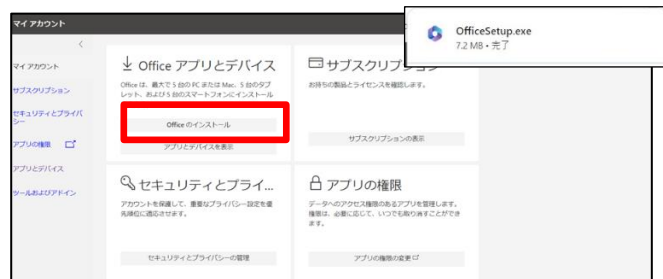 マイ アカウント
OfficeSetup.exe
7.2 MB • 完了
マイ アカウント
サブスクリプション
セキュリティとプライバ
シー
アプリの権限
アプリとデバイス
ツールおよびアドイン
Office アプリとデバイス
Office は、最大で 5 台の PC または Mac、5 台のタブ
レット、および 5 台のスマートフォンにインストール
Office のインストール
アプリとデバイスを表示
サブスクリプション
お持ちの製品とライセンスを確認します。
サブスクリプションの表示
セキュリティとプライ...
アカウントを保護して、重要なプライバシー設定を優
先順位に適応させます。
セキュリティとプライバシーの管理
アプリの権限
データへのアクセス権限のあるアプリを管理します。
権限は、必要に応じて、いつでも取り消すことができ
ます。
アプリの権限の変更